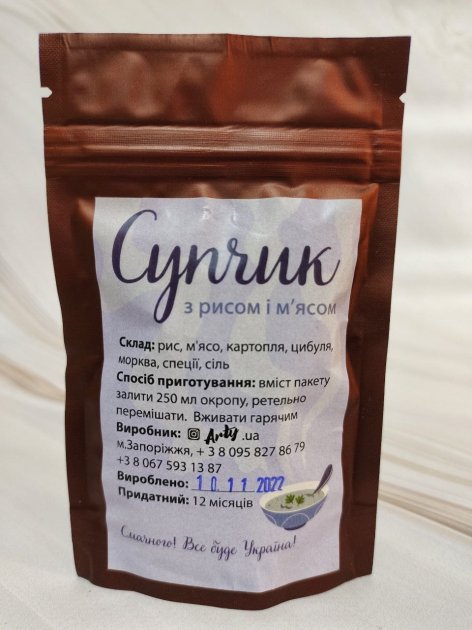 Супчик
з рисом і м'ясом
Склад: рис, м'ясо, картопля, цибуля,
морква, спеції, сіль
Спосіб приготування: вміст пакету
залити 250 мл окропу, ретельно
перемішати. Вживати гарячим
Виробник: Arty.ua
м.Запоріжжя, + 3 8 095 827 86 79
+3 8 067 593 13 87
Вироблено: 10 11 2022
Придатний: 12 місяців
Смачного! Все буде Україна!